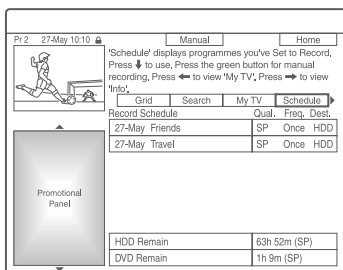 Pr 2 27-May 10:10 Manual Home
'Schedule' displays programmes you've Set to Record,
Press to use, Press the green button for manual
recording, Press to view 'My TV', Press to view
'Info'.
Grid Search My TV Schedule
Record Schedule Qual. Freq. Dest.
27-May Friends SP Once HDD
27-May Travel SP Once HDD
Promotional
Panel
HDD Remain 63h 52m (SP)
DVD Remain 1h 9m (SP)